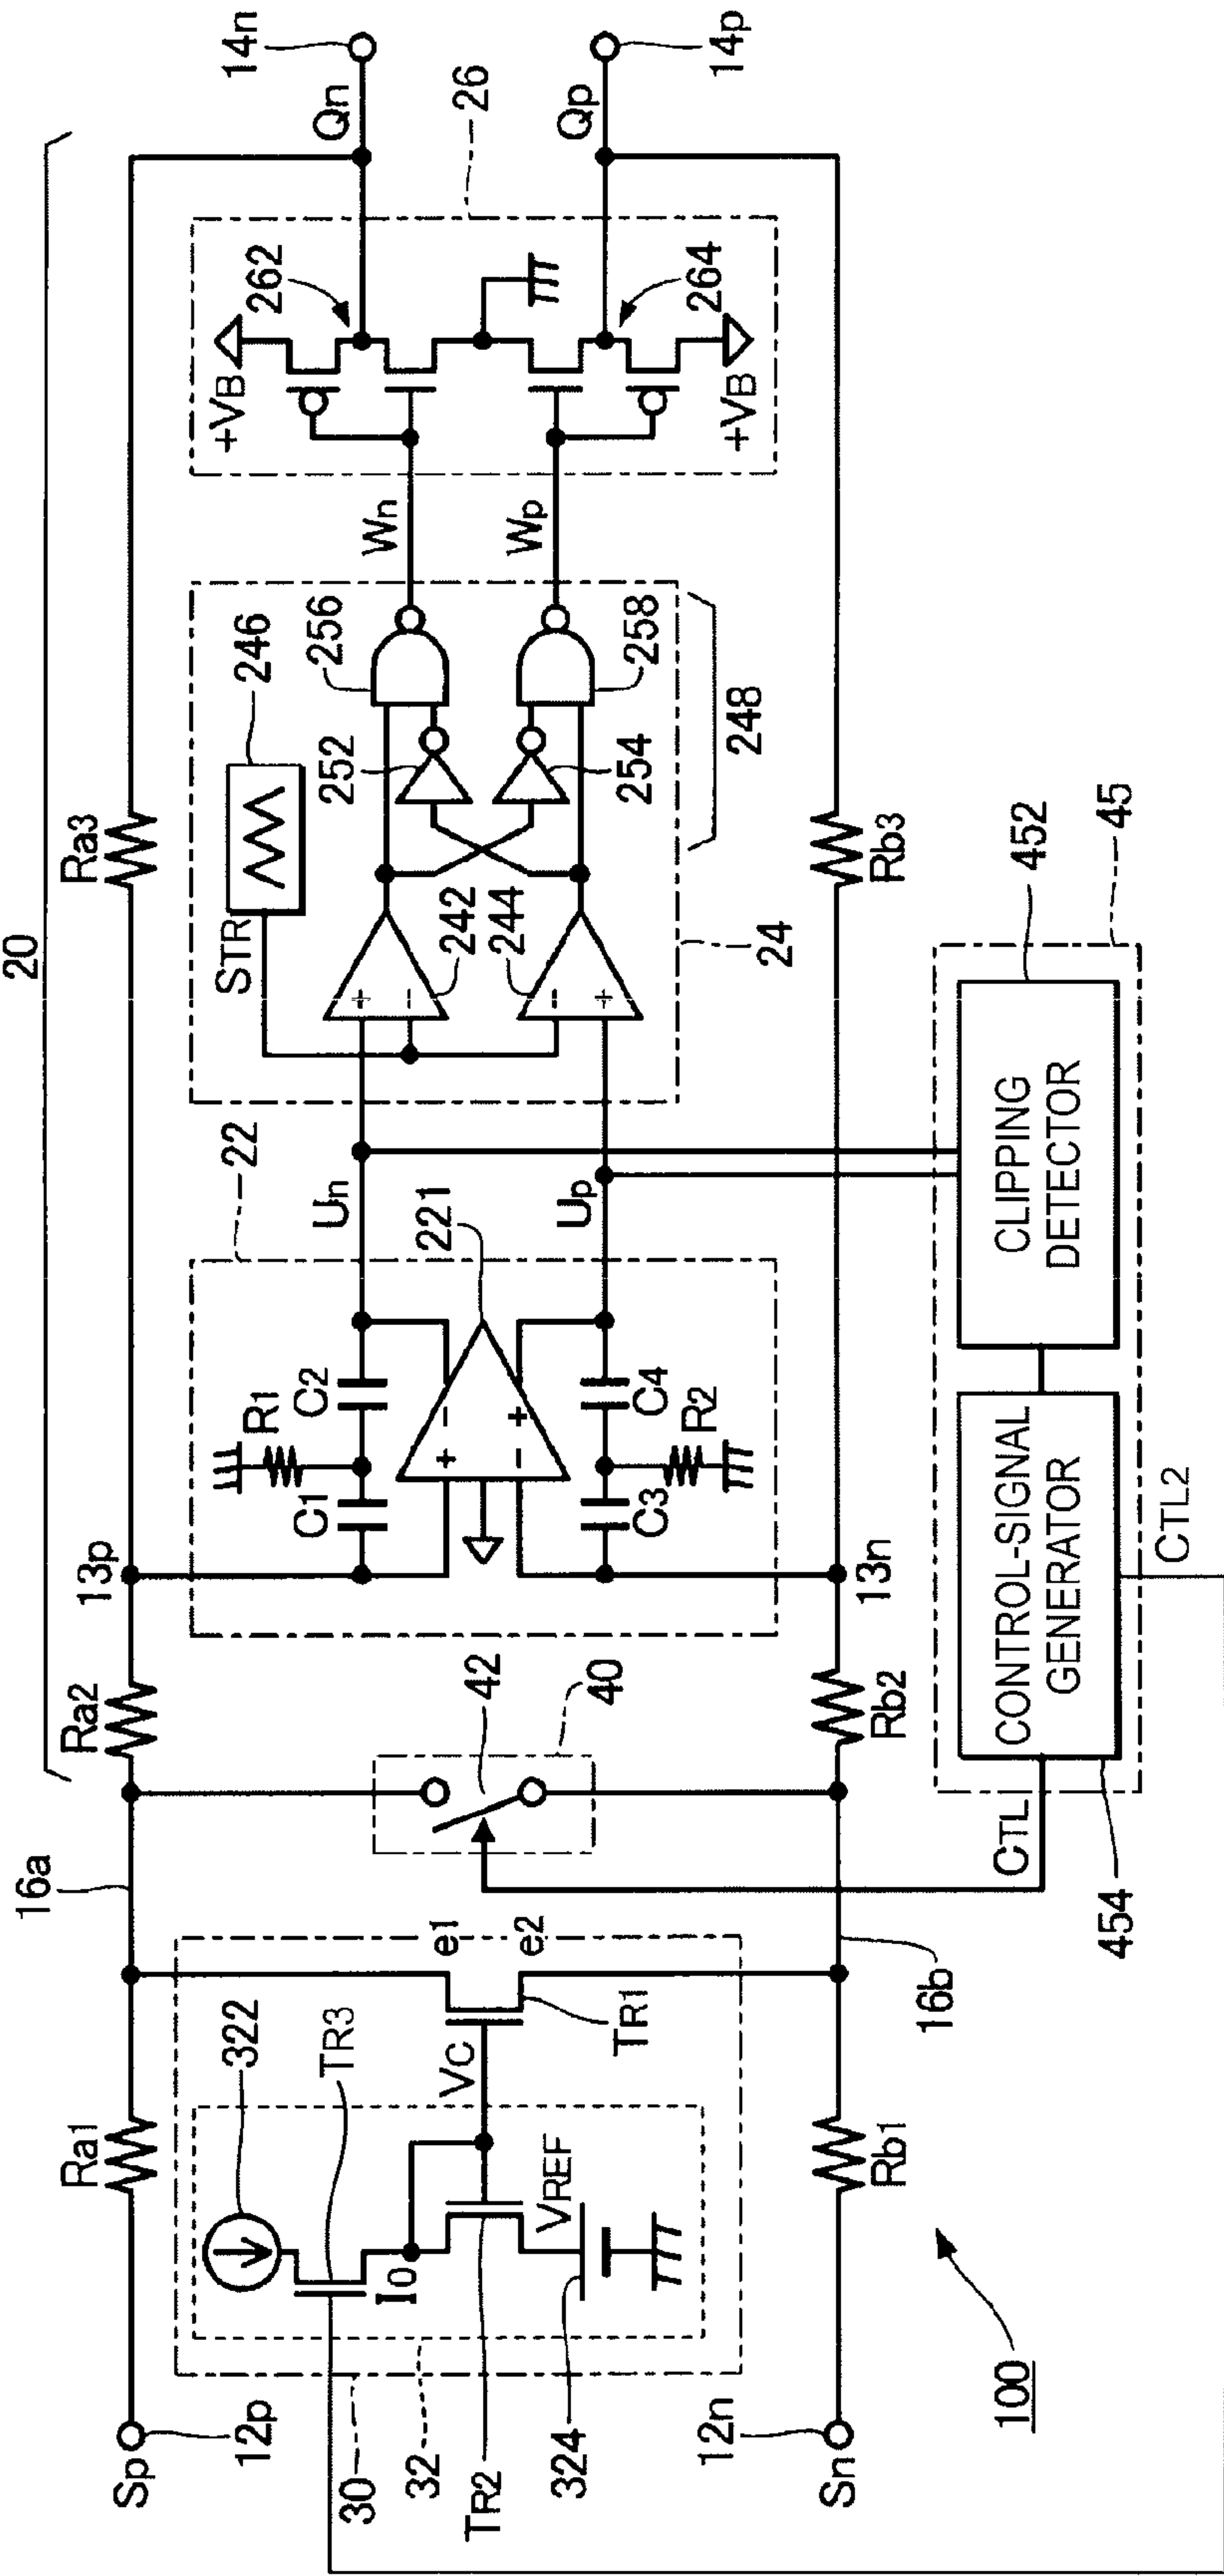 20
14n
Qn
26
Qp
14p
262
+VB
264
+VB
Wn
Wp
Ra3
246
STR
256
252
258
254
248
242
244
24
Rb3
45
452
CLIPPING
DETECTOR
22
Un
221
Up
R1
C2
C1
+
−
−
+
+
−
−
+
C4
R2
C3
13p
13n
CONTROL-SIGNAL
GENERATOR
CTL2
CTL
454
Ra2
42
40
Rb2
16a
e1
e2
16b
322
TR3
TR1
VC
VREF
Ra1
Rb1
IO
Sp
12p
30
32
TR2
324
12n
Sn
100